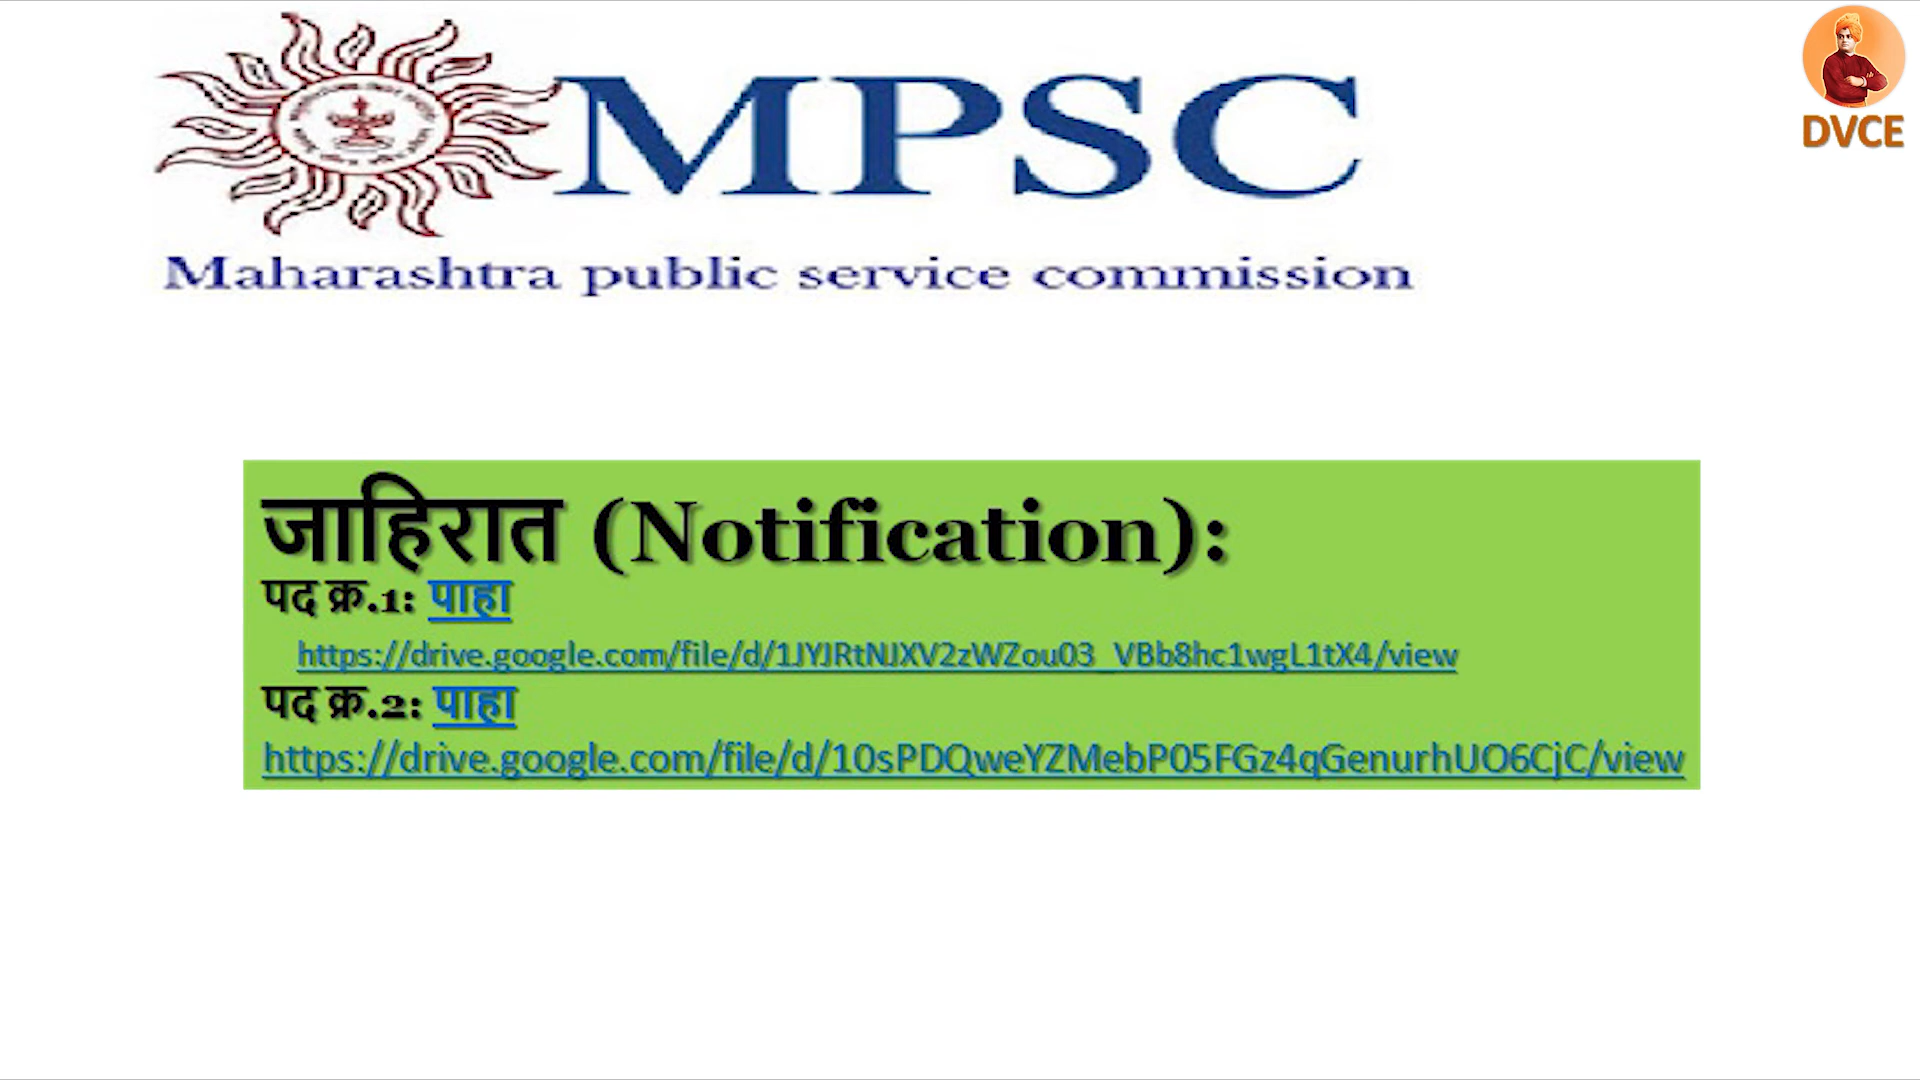 MPSC
Maharashtra public service commission
DVCE
जाहिरात (Notification):
पद क्र.1: पाहा
https://drive.google.com/file/d/1JYJRtNJXV2zWZou03_VBb8hc1wgL1tX4/view
पद क्र.2: पाहा
https://drive.google.com/file/d/10sPDQweYZMebP05FGz4qGenurhUO6CjC/view